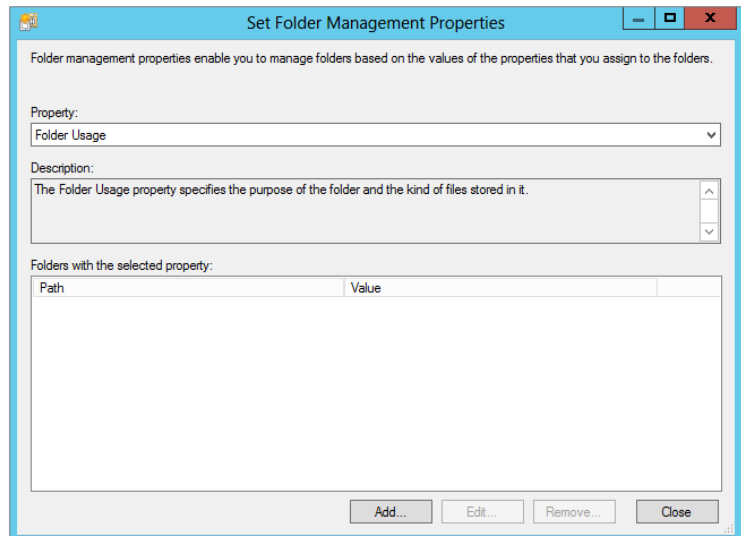 Set Folder Management Properties
Folder management properties enable you to manage folders based on the values of the properties that you assign to the folders.
Property:
Folder Usage
Description:
The Folder Usage property specifies the purpose of the folder and the kind of files stored in it.
Folders with the selected property:
Path Value
Add... Edit... Remove... Close